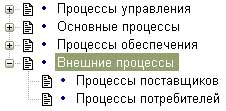 Процессы управления
Основные процессы
Процессы обеспечения
Внешние процессы
Процессы поставщиков
Процессы потребителей